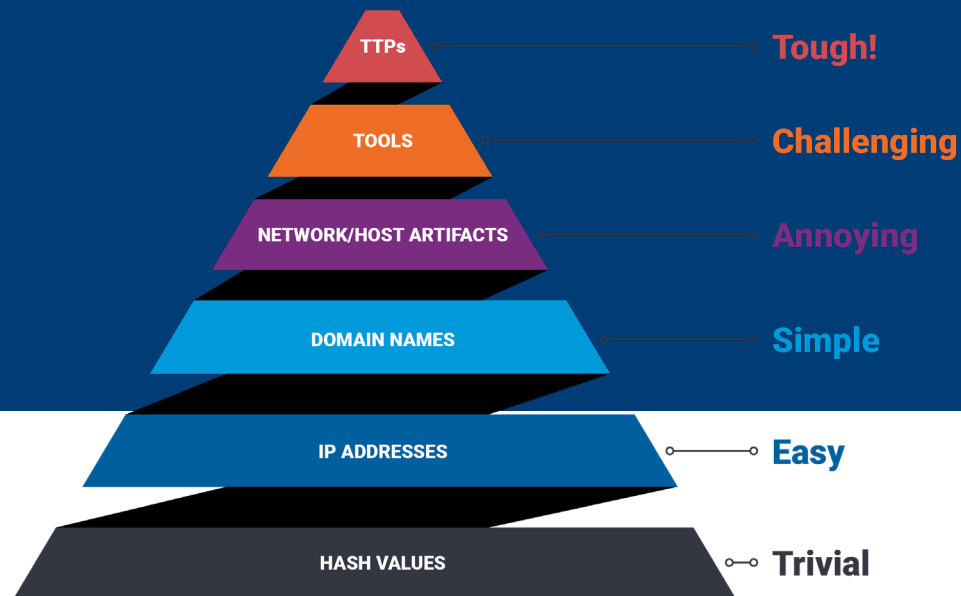 TTPs
Tough!
TOOLS
Challenging
NETWORK/HOST ARTIFACTS
Annoying
DOMAIN NAMES
Simple
IP ADDRESSES
Easy
HASH VALUES
Trivial